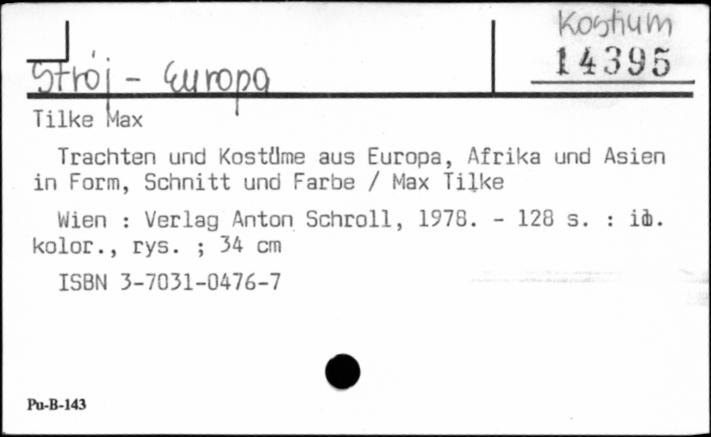 Kostium
14395
Strój - Europa
Tilke Max
Trachten und Kostüme aus Europa, Afrika und Asien
in Form, Schnitt und Farbe / Max Tilke
Wien : Verlag Anton Schroll, 1978. - 128 s. : il.
kolor., rys. ; 34 cm
ISBN 3-7031-0476-7
Pu-B-143